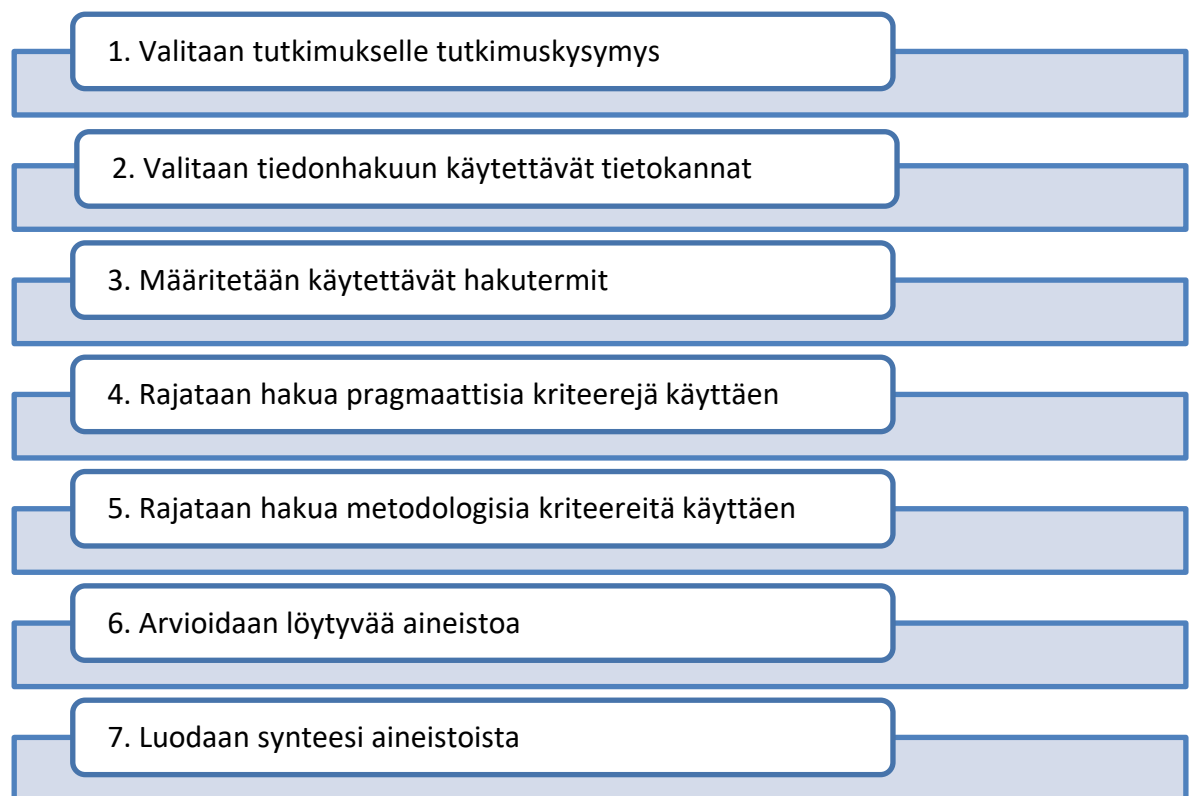 1. Valitaan tutkimukselle tutkimuskysymys
2. Valitaan tiedonhakuun käytettävät tietokannat
3. Määritetään käytettävät hakutermit
4. Rajataan hakua pragmaattisia kriteerejä käyttäen
5. Rajataan hakua metodologisia kriteereitä käyttäen
6. Arvioidaan löytyvää aineistoa
7. Luodaan synteesi aineistoista